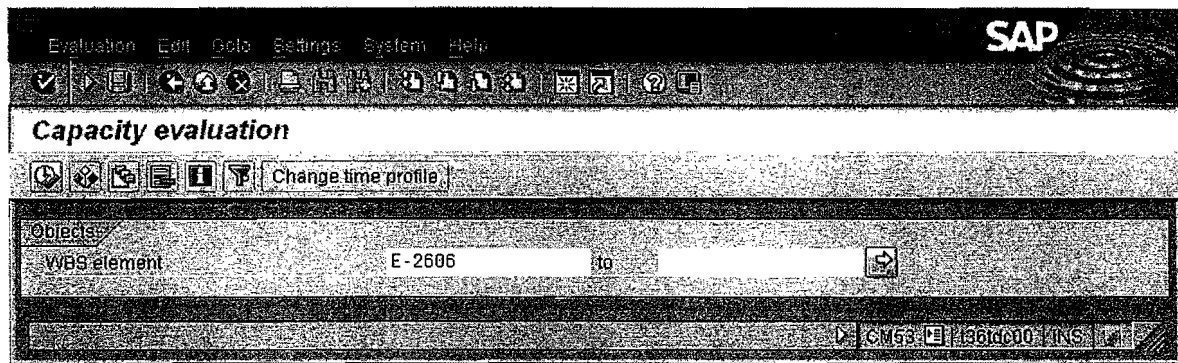 SAP
Evaluation Edit Goto Settings System Help
Capacity evaluation
Change time profile
Objects
WBS element E-2606 to
CM53 i36tdc00 INS